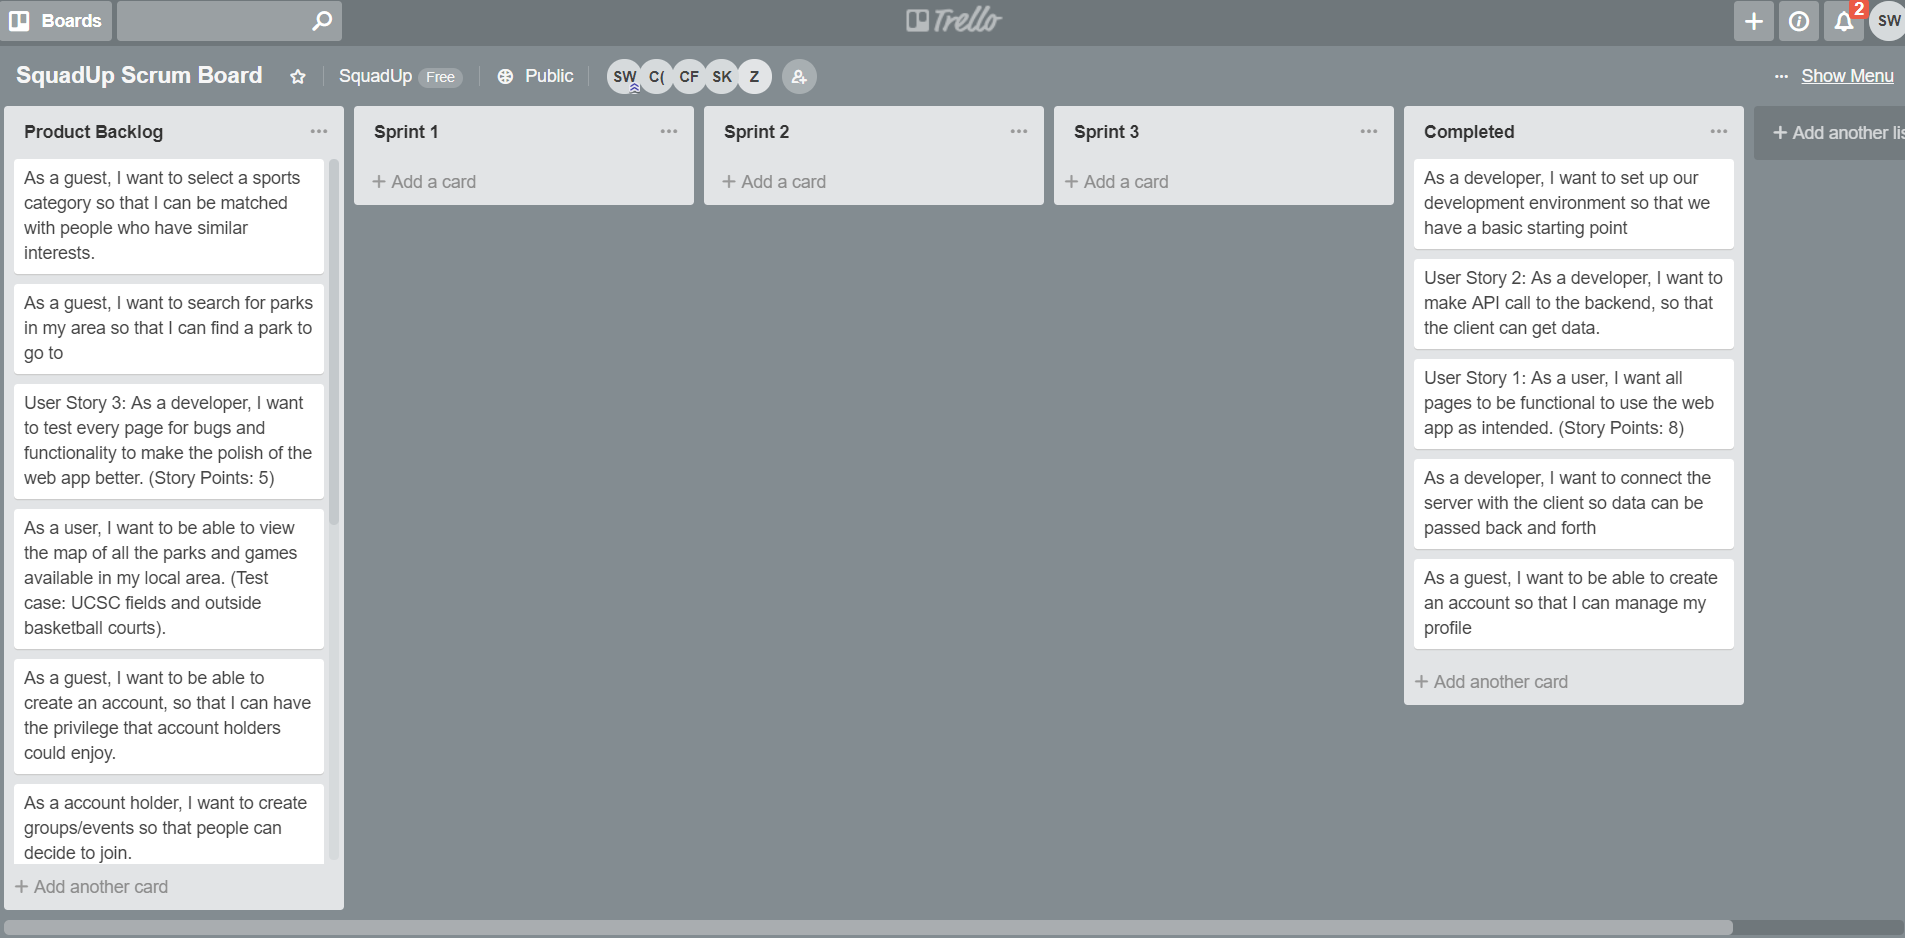 Boards
Trello
2
SW
SquadUp Scrum Board
SquadUp Free
Public
SW C( CF SK Z
Show Menu
Product Backlog
As a guest, I want to select a sports
category so that I can be matched
with people who have similar
interests.
As a guest, I want to search for parks
in my area so that I can find a park to
go to
User Story 3: As a developer, I want
to test every page for bugs and
functionality to make the polish of the
web app better. (Story Points: 5)
As a user, I want to be able to view
the map of all the parks and games
available in my local area. (Test
case: UCSC fields and outside
basketball courts).
As a guest, I want to be able to
create an account, so that I can have
the privilege that account holders
could enjoy.
As a account holder, I want to create
groups/events so that people can
decide to join.
+ Add another card
Sprint 1
+ Add a card
Sprint 2
+ Add a card
Sprint 3
+ Add a card
Completed
As a developer, I want to set up our
development environment so that we
have a basic starting point
User Story 2: As a developer, I want to
make API call to the backend, so that
the client can get data.
User Story 1: As a user, I want all
pages to be functional to use the web
app as intended. (Story Points: 8)
As a developer, I want to connect the
server with the client so data can be
passed back and forth
As a guest, I want to be able to create
an account so that I can manage my
profile
+ Add another card
+ Add another lis